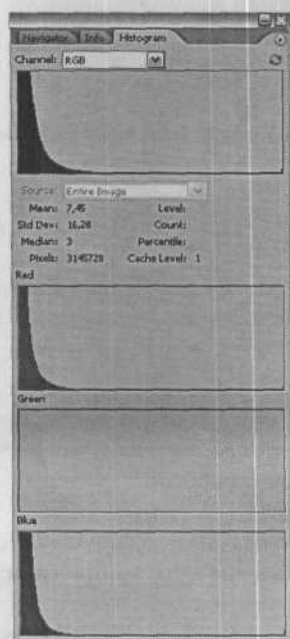 Navigator Info Histogram
Channel: RGB
Source: Entire Image
Mean: 7,45 Level:
Std Dev: 16,28 Count:
Median: 3 Percentile:
Pixels: 3145728 Cache Level: 1
Red
Green
Blue